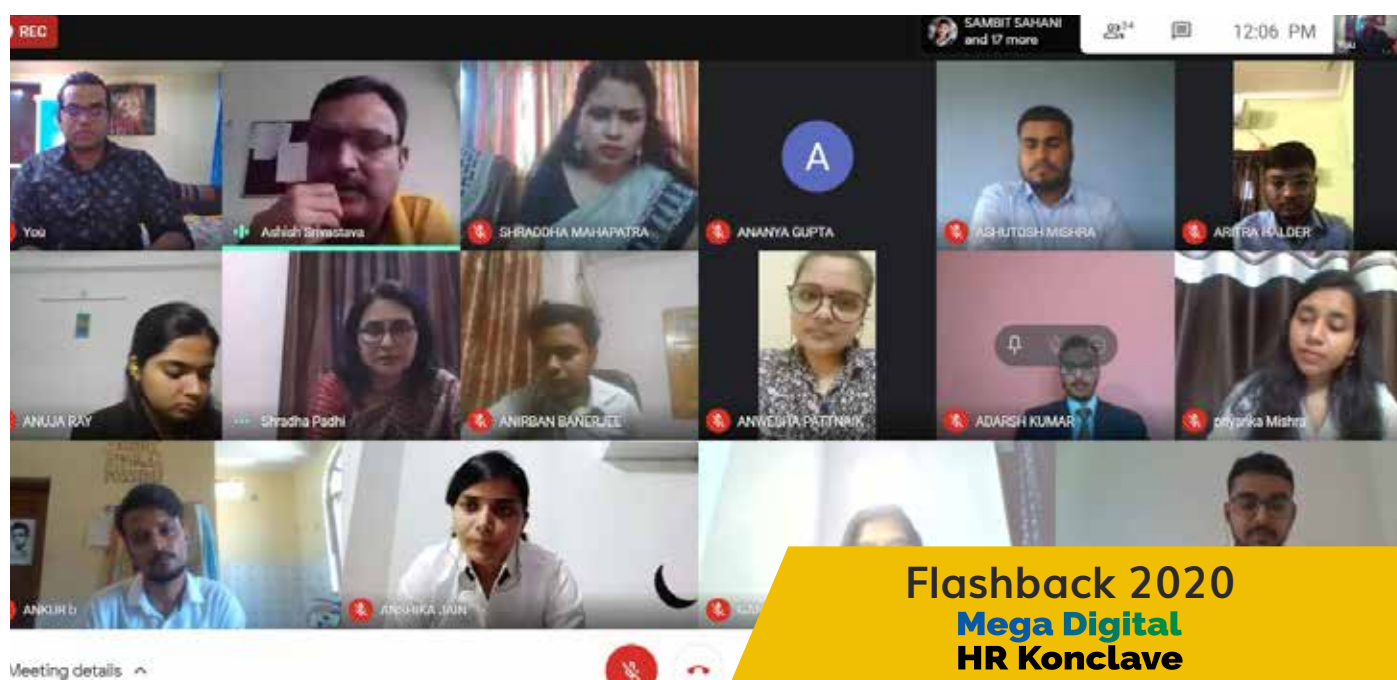 REC
SAMBIT SAHANI
and 17 more
34
12:06 PM
You
You
Ashish Srivastava
SHRADDHA MAHAPATRA
A
ANANYA GUPTA
ASHUTOSH MISHRA
ARITRA HALDER
ANUJA RAY
Shradha Padhi
ANIRBAN BANERJEE
ANWESHA PATTNAIK
ADARSH KUMAR
priyanka Mishra
ANKUR b
ANSHIKA JAIN
Flashback 2020
Mega Digital
HR Konclave
Meeting details